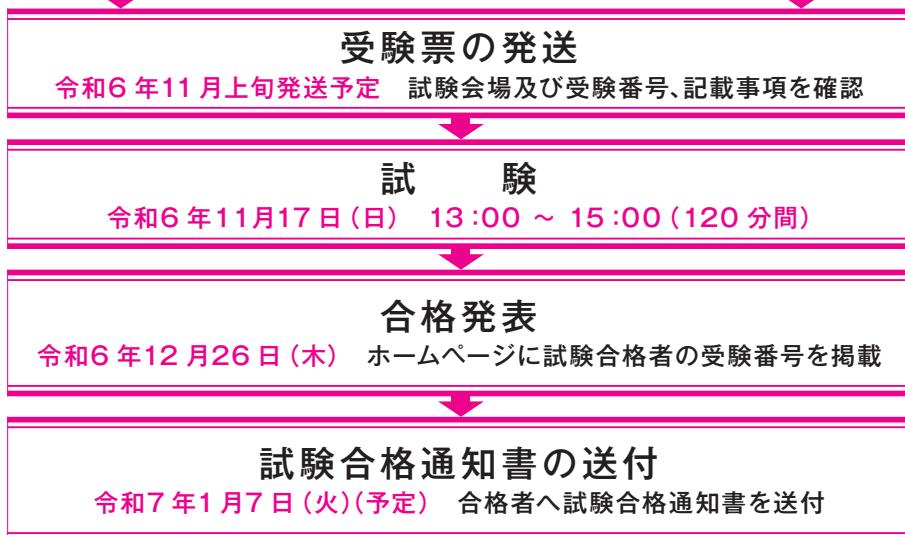 受験票の発送
令和6年11月上旬発送予定　試験会場及び受験番号、記載事項を確認
試　　験
令和6年11月17日（日）　13：00 ～ 15：00（120分間）
合格発表
令和6年12月26日（木）　ホームページに試験合格者の受験番号を掲載
試験合格通知書の送付
令和7年1月7日（火）（予定）　合格者へ試験合格通知書を送付